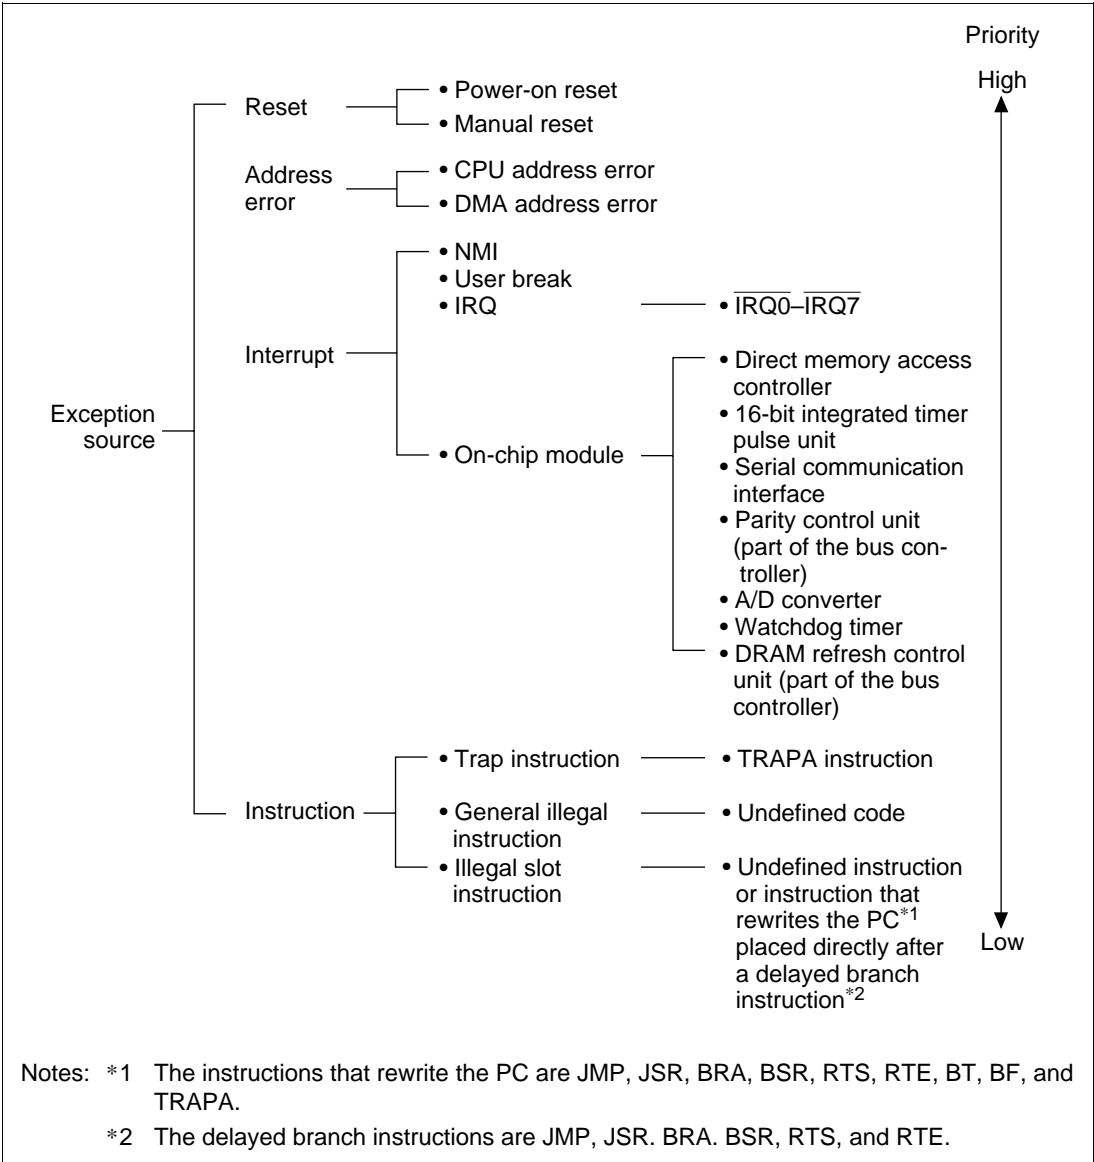 Priority
High
Reset
• Power-on reset
• Manual reset
Address
error
• CPU address error
• DMA address error
Interrupt
• NMI
• User break
• IRQ
• IRQ0–IRQ7
• On-chip module
• Direct memory access
controller
• 16-bit integrated timer
pulse unit
• Serial communication
interface
• Parity control unit
(part of the bus con-
troller)
• A/D converter
• Watchdog timer
• DRAM refresh control
unit (part of the bus
controller)
Exception
source
Instruction
• Trap instruction
• TRAPA instruction
• General illegal
instruction
• Undefined code
• Illegal slot
instruction
• Undefined instruction
or instruction that
rewrites the PC*1
placed directly after
a delayed branch
instruction*2
Low
Notes: *1 The instructions that rewrite the PC are JMP, JSR, BRA, BSR, RTS, RTE, BT, BF, and
TRAPA.
*2 The delayed branch instructions are JMP, JSR. BRA. BSR, RTS, and RTE.